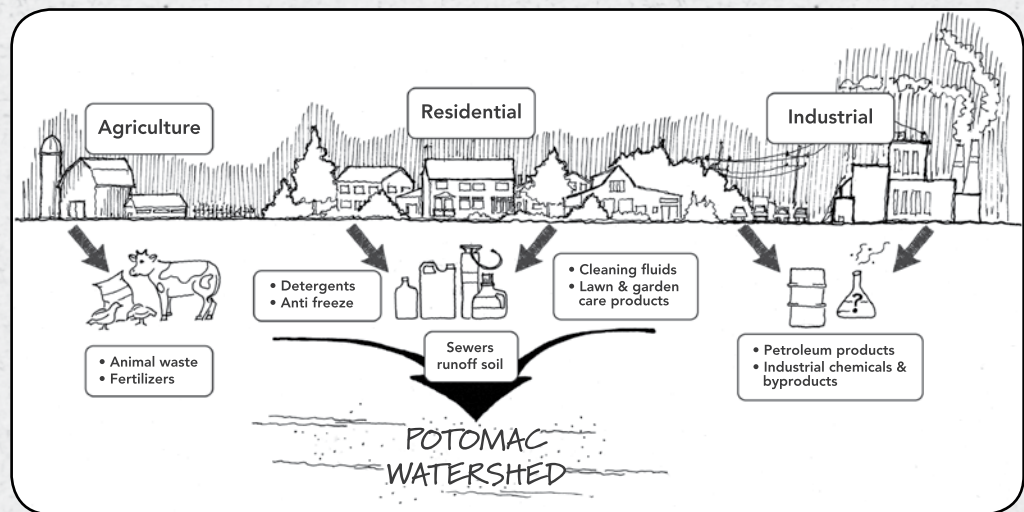 Agriculture
Residential
Industrial
• Detergents
• Anti freeze
• Cleaning fluids
• Lawn & garden
care products
?
• Animal waste
• Fertilizers
Sewers
runoff soil
• Petroleum products
• Industrial chemicals &
byproducts
POTOMAC
WATERSHED